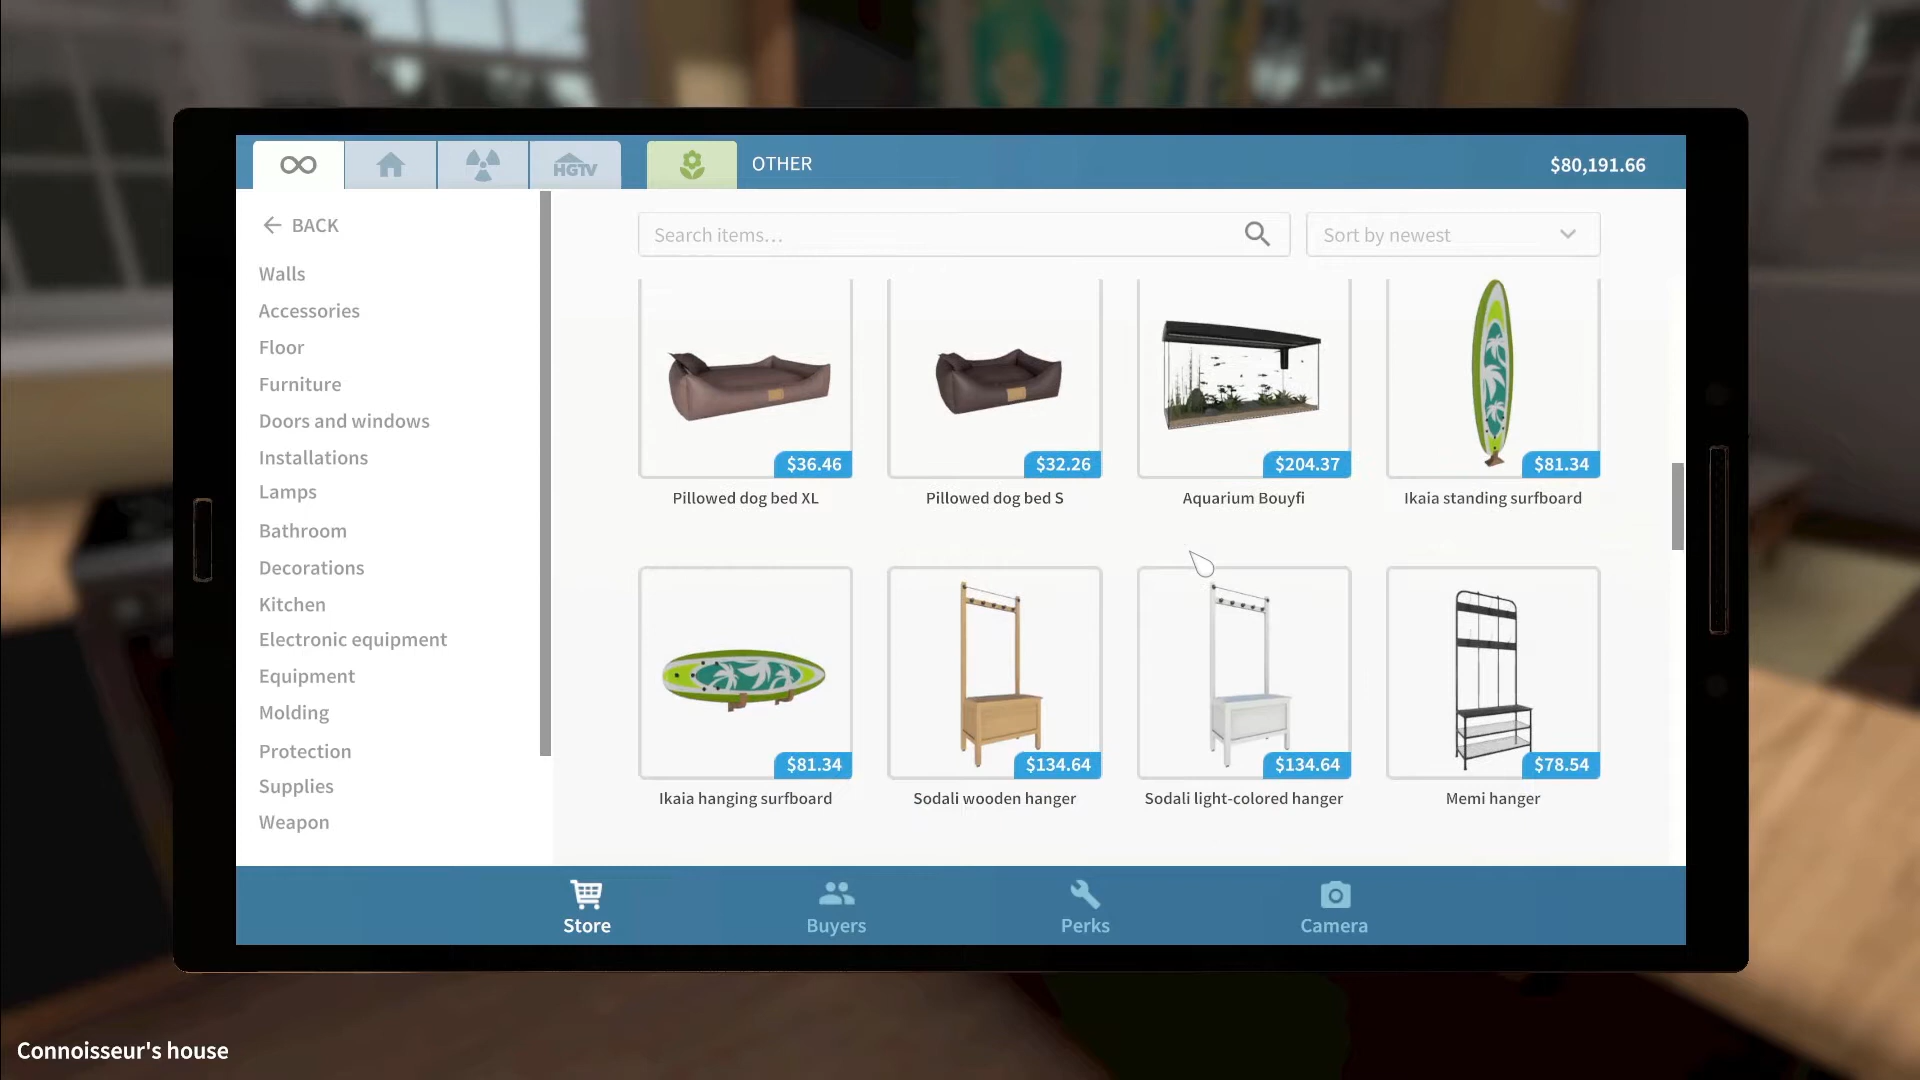 HGTV
OTHER
$80,191.66
BACK
Search items...
Sort by newest
Walls
Accessories
Floor
Furniture
Doors and windows
Installations
Lamps
Bathroom
Decorations
Kitchen
Electronic equipment
Equipment
Molding
Protection
Supplies
Weapon
$36.46
$32.26
$204.37
$81.34
Pillowed dog bed XL
Pillowed dog bed S
Aquarium Bouyfi
Ikaia standing surfboard
$81.34
$134.64
$134.64
$78.54
Ikaia hanging surfboard
Sodali wooden hanger
Sodali light-colored hanger
Memi hanger
Store
Buyers
Perks
Camera
Connoisseur's house